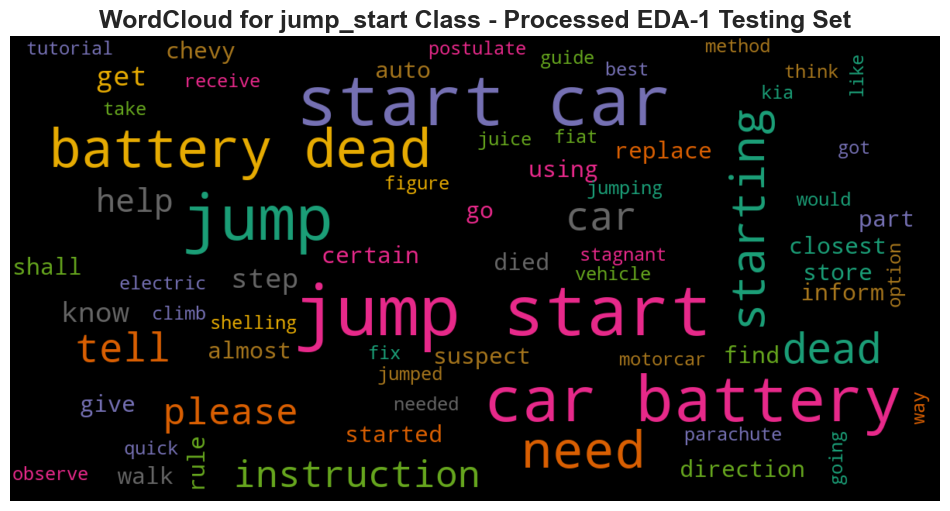 WordCloud for jump_start Class - Processed EDA-1 Testing Set
tutorial
chevy
postulate
method
guide
get
receive
auto
best
think
like
take
start car
kia
battery dead
juice
fiat
replace
starting
got
using
figure
jumping
help
jump
go
car
would
part
certain
died
stagnant
closest
shall
electric
step
vehicle
store
inform
option
know
climb
shelling
jump start
tell
almost
fix
suspect
motorcar
find
dead
jumped
give
please
needed
car battery
way
started
need
parachute
quick
rule
observe
walk
instruction
direction
going